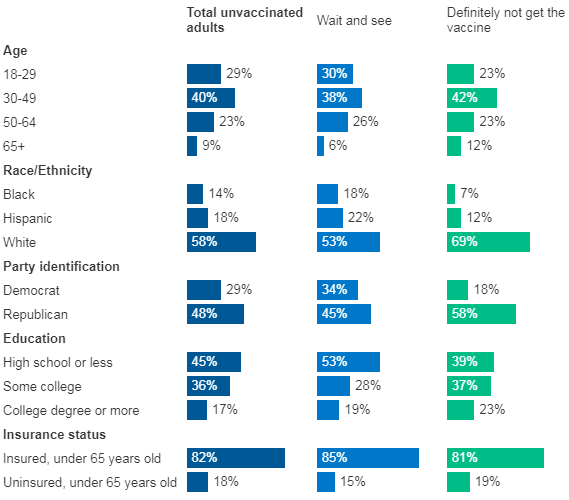 Total unvaccinated adults Wait and see Definitely not get the vaccine
Age
18-29 29% 30% 23%
30-49 40% 38% 42%
50-64 23% 26% 23%
65+ 9% 6% 12%
Race/Ethnicity
Black 14% 18% 7%
Hispanic 18% 22% 12%
White 58% 53% 69%
Party identification
Democrat 29% 34% 18%
Republican 48% 45% 58%
Education
High school or less 45% 53% 39%
Some college 36% 28% 37%
College degree or more 17% 19% 23%
Insurance status
Insured, under 65 years old 82% 85% 81%
Uninsured, under 65 years old 18% 15% 19%